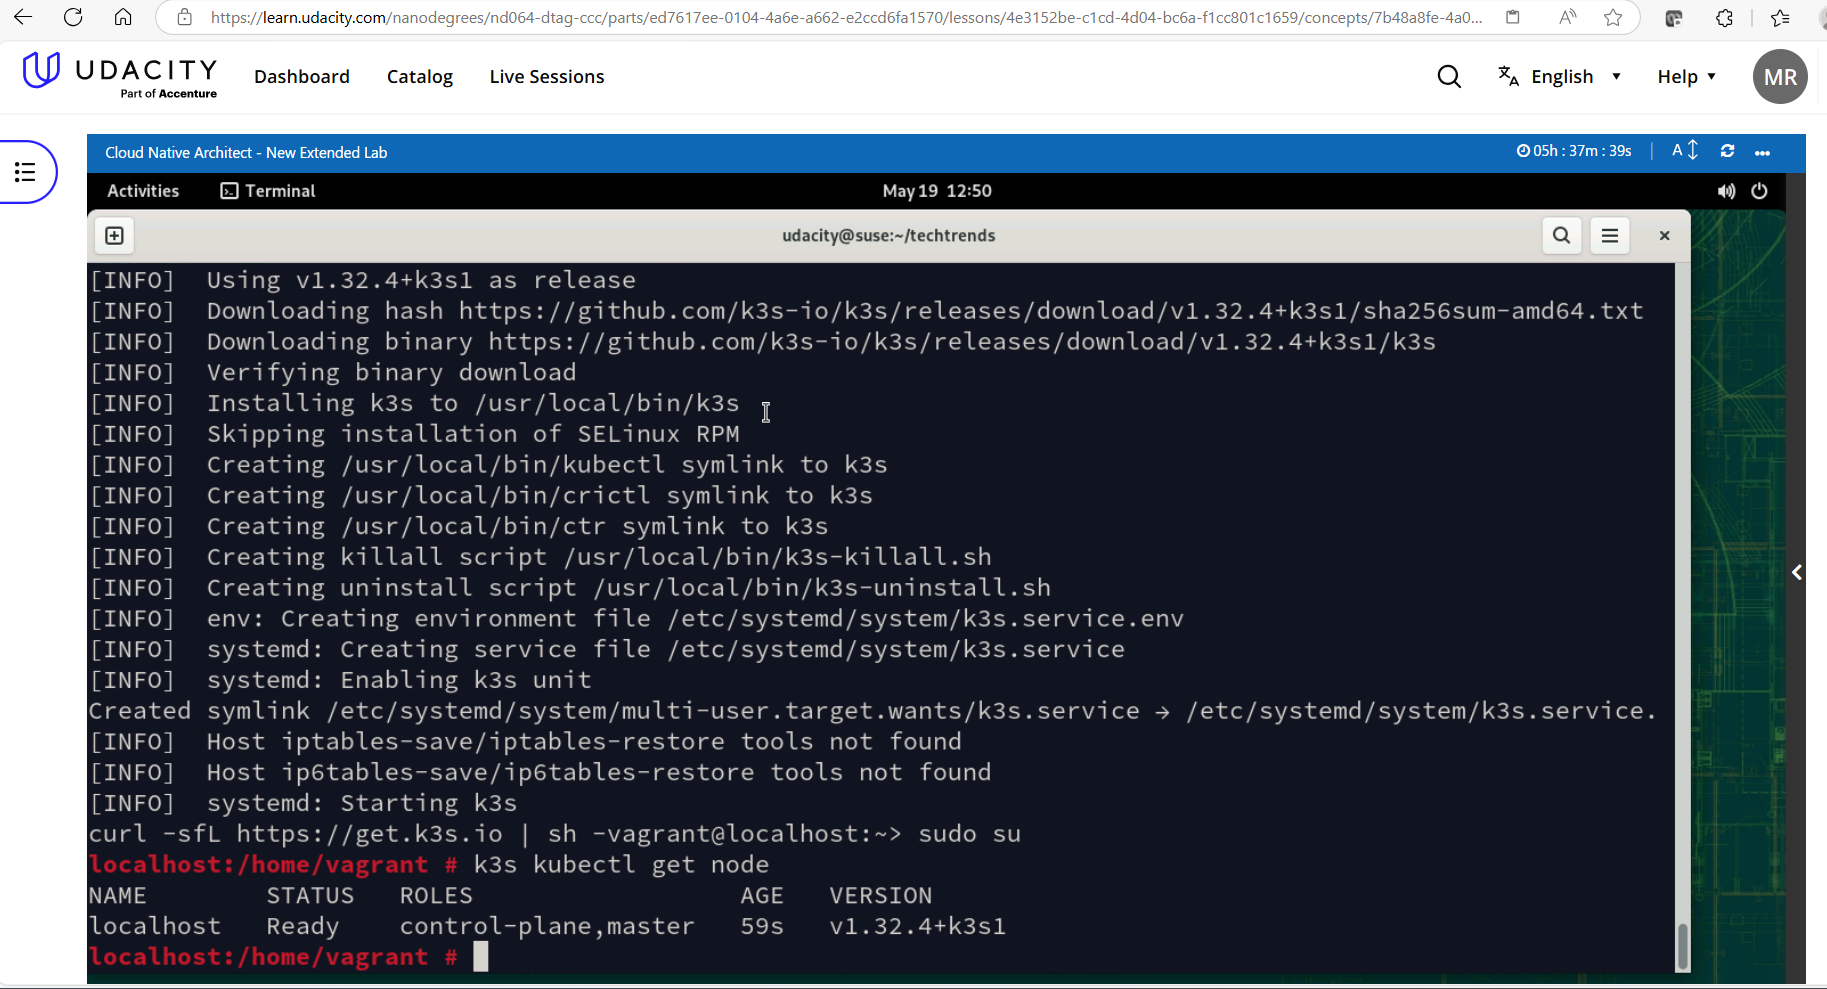 https://learn.udacity.com/nanodegrees/nd064-dtag-ccc/parts/ed7617ee-0104-4a6e-a662-e2ccd6fa1570/lessons/4e3152be-c1cd-4d04-bc6a-f1cc801c1659/concepts/7b48a8fe-4a0...
UDACITY
Part of Accenture
Dashboard Catalog Live Sessions English Help MR
Cloud Native Architect - New Extended Lab 05h : 37m : 39s | A
Activities Terminal May 19 12:50
udacity@suse:~/techtrends
[INFO]  Using v1.32.4+k3s1 as release
[INFO]  Downloading hash https://github.com/k3s-io/k3s/releases/download/v1.32.4+k3s1/sha256sum-amd64.txt
[INFO]  Downloading binary https://github.com/k3s-io/k3s/releases/download/v1.32.4+k3s1/k3s
[INFO]  Verifying binary download
[INFO]  Installing k3s to /usr/local/bin/k3s
[INFO]  Skipping installation of SELinux RPM
[INFO]  Creating /usr/local/bin/kubectl symlink to k3s
[INFO]  Creating /usr/local/bin/crictl symlink to k3s
[INFO]  Creating /usr/local/bin/ctr symlink to k3s
[INFO]  Creating killall script /usr/local/bin/k3s-killall.sh
[INFO]  Creating uninstall script /usr/local/bin/k3s-uninstall.sh
[INFO]  env: Creating environment file /etc/systemd/system/k3s.service.env
[INFO]  systemd: Creating service file /etc/systemd/system/k3s.service
[INFO]  systemd: Enabling k3s unit
Created symlink /etc/systemd/system/multi-user.target.wants/k3s.service → /etc/systemd/system/k3s.service.
[INFO]  Host iptables-save/iptables-restore tools not found
[INFO]  Host ip6tables-save/ip6tables-restore tools not found
[INFO]  systemd: Starting k3s
curl -sfL https://get.k3s.io | sh -vagrant@localhost:~> sudo su
localhost:/home/vagrant # k3s kubectl get node
NAME        STATUS   ROLES                  AGE   VERSION
localhost   Ready    control-plane,master   59s   v1.32.4+k3s1
localhost:/home/vagrant #